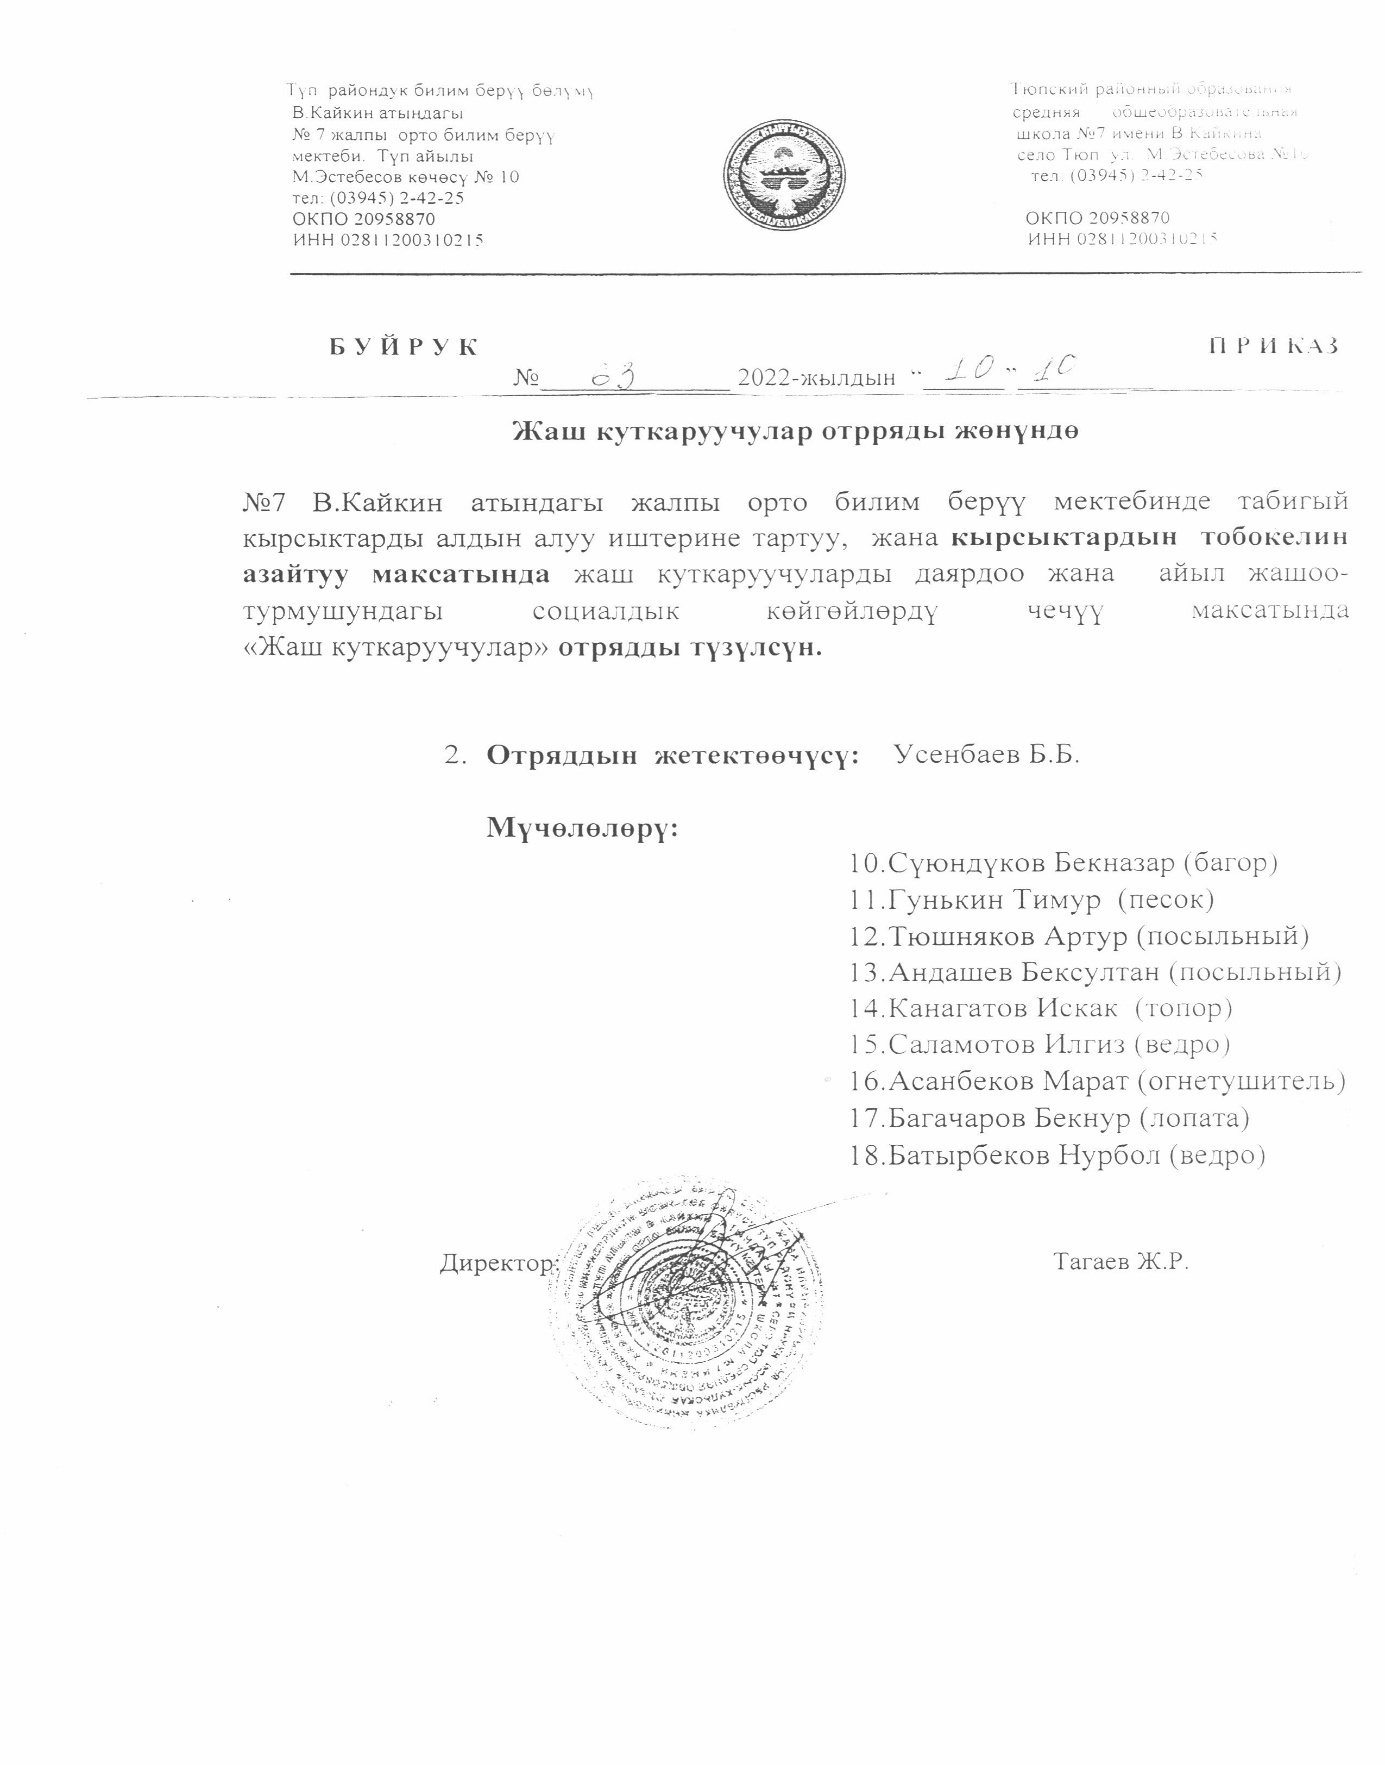 Түп районdук билим берүү бөлүмү
В.Кайкин атындагы
№ 7 жалпы орто билим берүү
мектеби. Түп айылы
М.Эстебесов көчөсү № 10
тел: (03945) 2-42-25
ОКПО 20958870
ИНН 02811200310215
Тюпский районный образования
средняя общеобразовательная
школа №7 имени В Кайкина
село Тюп ул. М.Эстебесова №10
тел. (03945) 2-42-25
ОКПО 20958870
ИНН 02811200310215
БУЙРУК ПРИКАЗ
№ 63 2022-жылдын "10" 10
Жаш куткаруучулар отрряды жөнүндө
№7 В.Кайкин атындагы жалпы орто билим берүү мектебинде табигый
кырсыктарды алдын алуу иштерине тартуу, жана кырсыктардын тобокелин
азайтуу максатында жаш куткаруучуларды даярдоо жана айыл жашоо-
турмушундагы социалдык көйгөйлөрдү чечүү максатында
«Жаш куткаруучулар» отрядды түзүлсүн.
2. Отряддын жетектөөчүсү: Усенбаев Б.Б.
Мүчөлөлөрү:
10.Сүюндүков Бекназар (багор)
11.Гунькин Тимур (песок)
12.Тюшняков Артур (посыльный)
13.Андашев Бексултан (посыльный)
14.Канагатов Искак (топор)
15.Саламотов Илгиз (ведро)
16.Асанбеков Марат (огнетушитель)
17.Багачаров Бекнур (лопата)
18.Батырбеков Нурбол (ведро)
Директор: Тагаев Ж.Р.